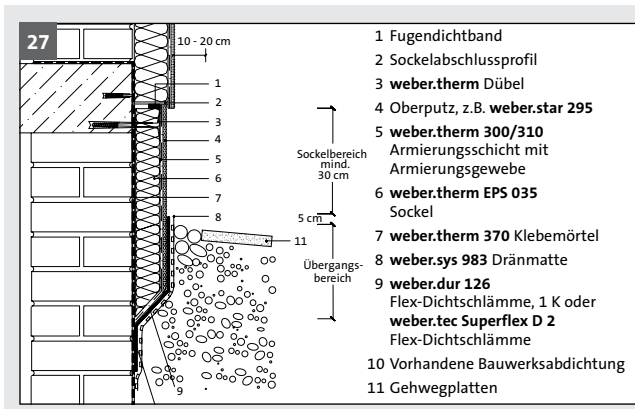 27
10 - 20 cm
1
2
3
4
5
6
7
8
Sockelbereich
mind.
30 cm
5 cm
11
Übergangs-
bereich
9
1 Fugendichtband
2 Sockelabschlussprofil
3 weber.therm Dübel
4 Oberputz, z.B. weber.star 295
5 weber.therm 300/310
Armierungsschicht mit
Armierungsgewebe
6 weber.therm EPS 035
Sockel
7 weber.therm 370 Klebemörtel
8 weber.sys 983 Dränmatte
9 weber.dur 126
Flex-Dichtschlämme, 1 K oder
weber.tec Superflex D 2
Flex-Dichtschlämme
10 Vorhandene Bauwerksabdichtung
11 Gehwegplatten